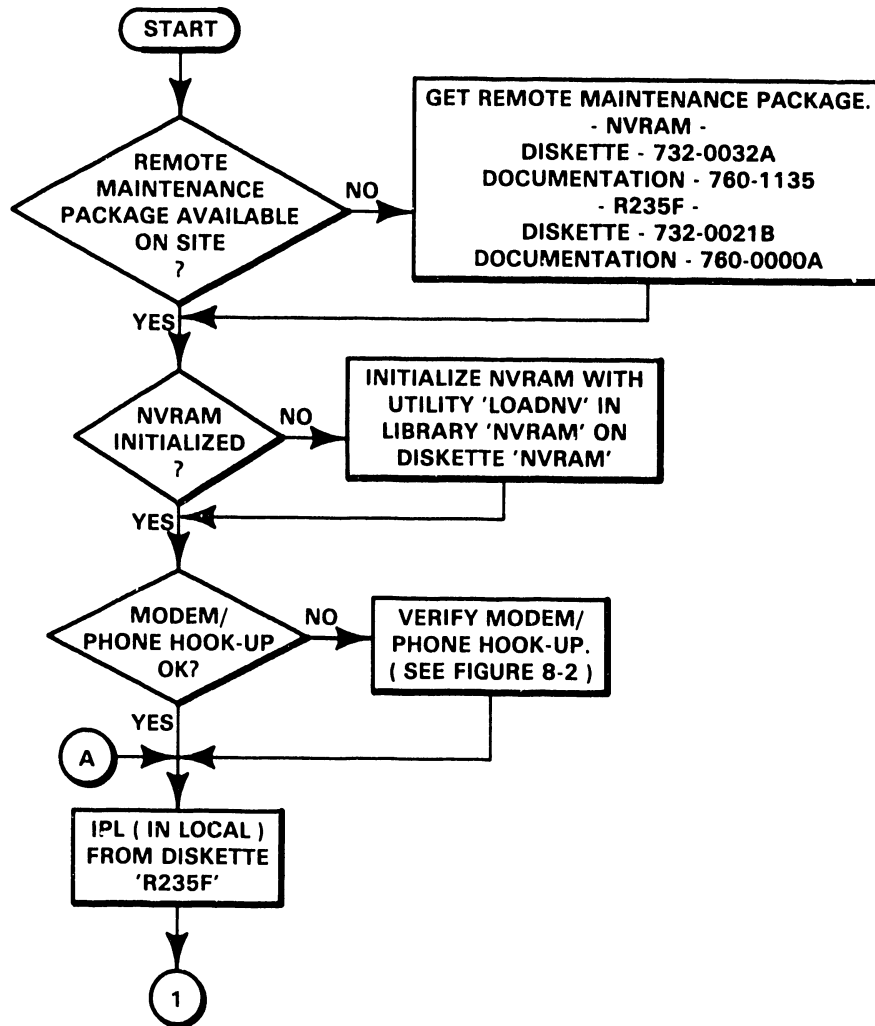 START
REMOTE
MAINTENANCE
PACKAGE AVAILABLE
ON SITE
?
NO
GET REMOTE MAINTENANCE PACKAGE.
- NVRAM -
DISKETTE - 732-0032A
DOCUMENTATION - 760-1135
- R235F -
DISKETTE - 732-0021B
DOCUMENTATION - 760-0000A
YES
NVRAM
INITIALIZED
?
NO
INITIALIZE NVRAM WITH
UTILITY 'LOADNV' IN
LIBRARY 'NVRAM' ON
DISKETTE 'NVRAM'
YES
MODEM/
PHONE HOOK-UP
OK?
NO
VERIFY MODEM/
PHONE HOOK-UP.
( SEE FIGURE 8-2 )
YES
A
IPL ( IN LOCAL )
FROM DISKETTE
'R235F'
1